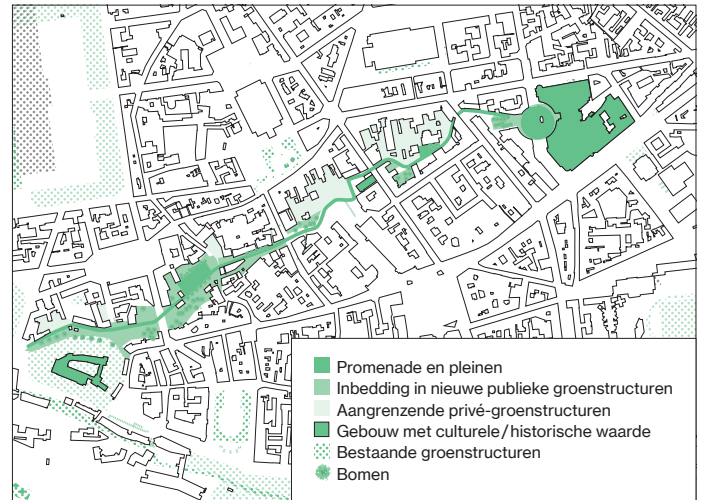 Promenade en pleinen
Inbedding in nieuwe publieke groenstructuren
Aangrenzende privé-groenstructuren
Gebouw met culturele/historische waarde
Bestaande groenstructuren
Bomen